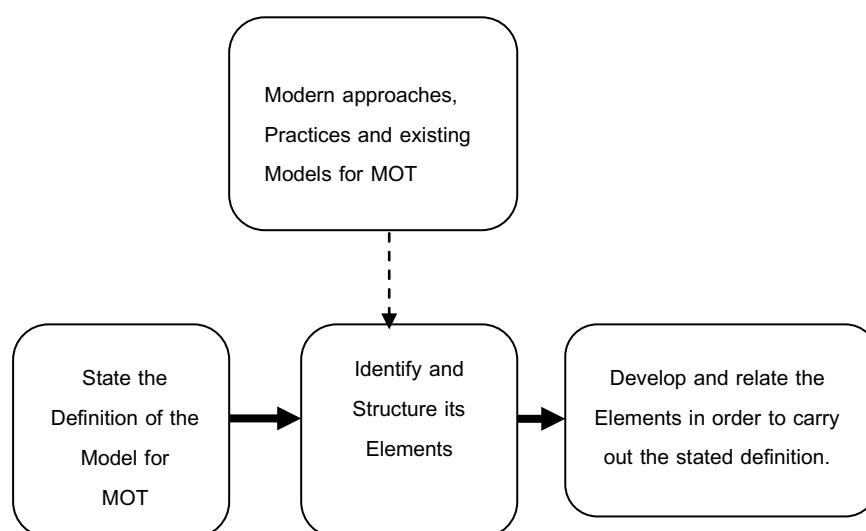 Modern approaches,
Practices and existing
Models for MOT
State the
Definition of the
Model for
MOT
Identify and
Structure its
Elements
Develop and relate the
Elements in order to carry
out the stated definition.